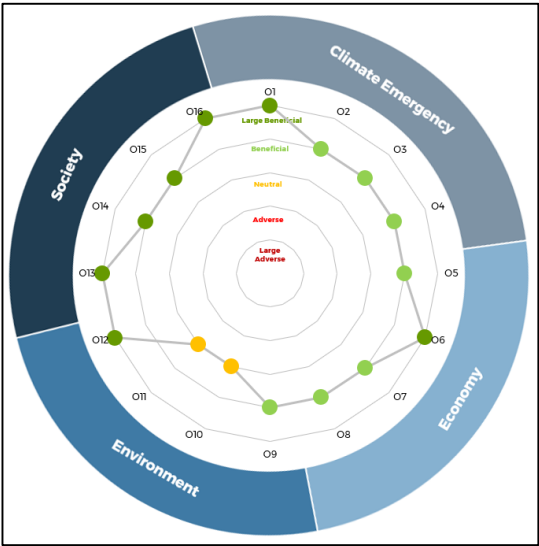 Climate Emergency
Society
Economy
Environment
O1
O2
O3
O4
O5
O6
O7
O8
O9
O10
O11
O12
O13
O14
O15
O16
Large Beneficial
Beneficial
Neutral
Adverse
Large
Adverse